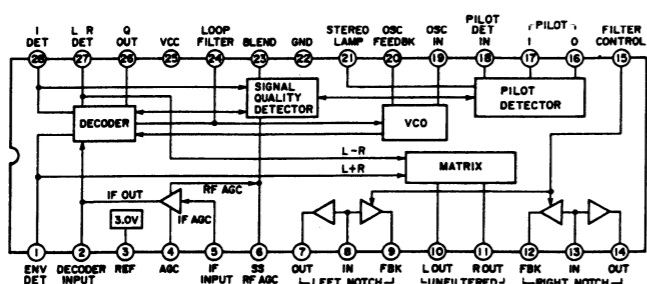 I DET
L R DET
Q OUT
VCC
LOOP FILTER
BLEND
GND
STEREO LAMP
OSC FEEDBK
OSC IN
PILOT DET IN
PILOT
I
O
FILTER CONTROL
28 27 26 25 24 23 22 21 20 19 18 17 16 15
SIGNAL QUALITY DETECTOR
PILOT DETECTOR
DECODER
VCO
L-R
MATRIX
L+R
RF AGC
IF OUT
IF AGC
3.0V
1 2 3 4 5 6 7 8 9 10 11 12 13 14
ENV DET
DECODER INPUT
REF
AGC
IF INPUT
SS RF AGC
OUT
IN
FBK
LEFT NOTCH
L OUT
R OUT
UNFILTERED
FBK
IN
OUT
RIGHT NOTCH